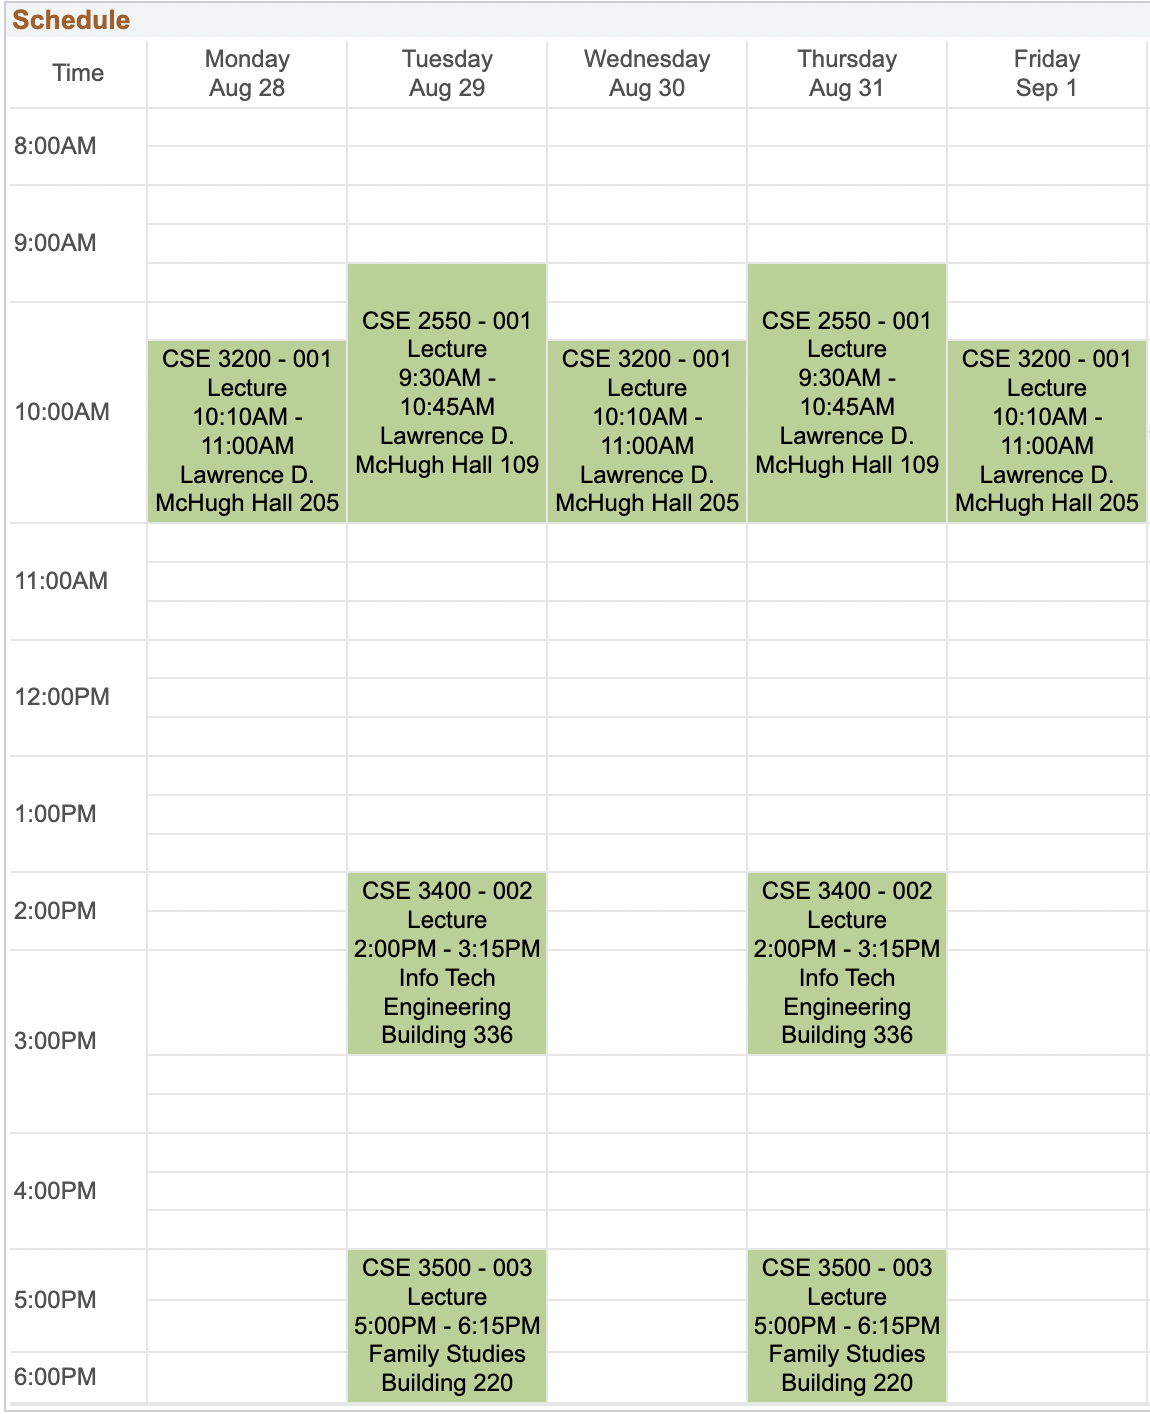 Schedule
Time
Monday
Aug 28
Tuesday
Aug 29
Wednesday
Aug 30
Thursday
Aug 31
Friday
Sep 1
8:00AM
9:00AM
10:00AM
CSE 3200 - 001
Lecture
10:10AM -
11:00AM
Lawrence D.
McHugh Hall 205
CSE 2550 - 001
Lecture
9:30AM -
10:45AM
Lawrence D.
McHugh Hall 109
CSE 3200 - 001
Lecture
10:10AM -
11:00AM
Lawrence D.
McHugh Hall 205
CSE 2550 - 001
Lecture
9:30AM -
10:45AM
Lawrence D.
McHugh Hall 109
CSE 3200 - 001
Lecture
10:10AM -
11:00AM
Lawrence D.
McHugh Hall 205
11:00AM
12:00PM
1:00PM
2:00PM
3:00PM
CSE 3400 - 002
Lecture
2:00PM - 3:15PM
Info Tech
Engineering
Building 336
CSE 3400 - 002
Lecture
2:00PM - 3:15PM
Info Tech
Engineering
Building 336
4:00PM
5:00PM
6:00PM
CSE 3500 - 003
Lecture
5:00PM - 6:15PM
Family Studies
Building 220
CSE 3500 - 003
Lecture
5:00PM - 6:15PM
Family Studies
Building 220